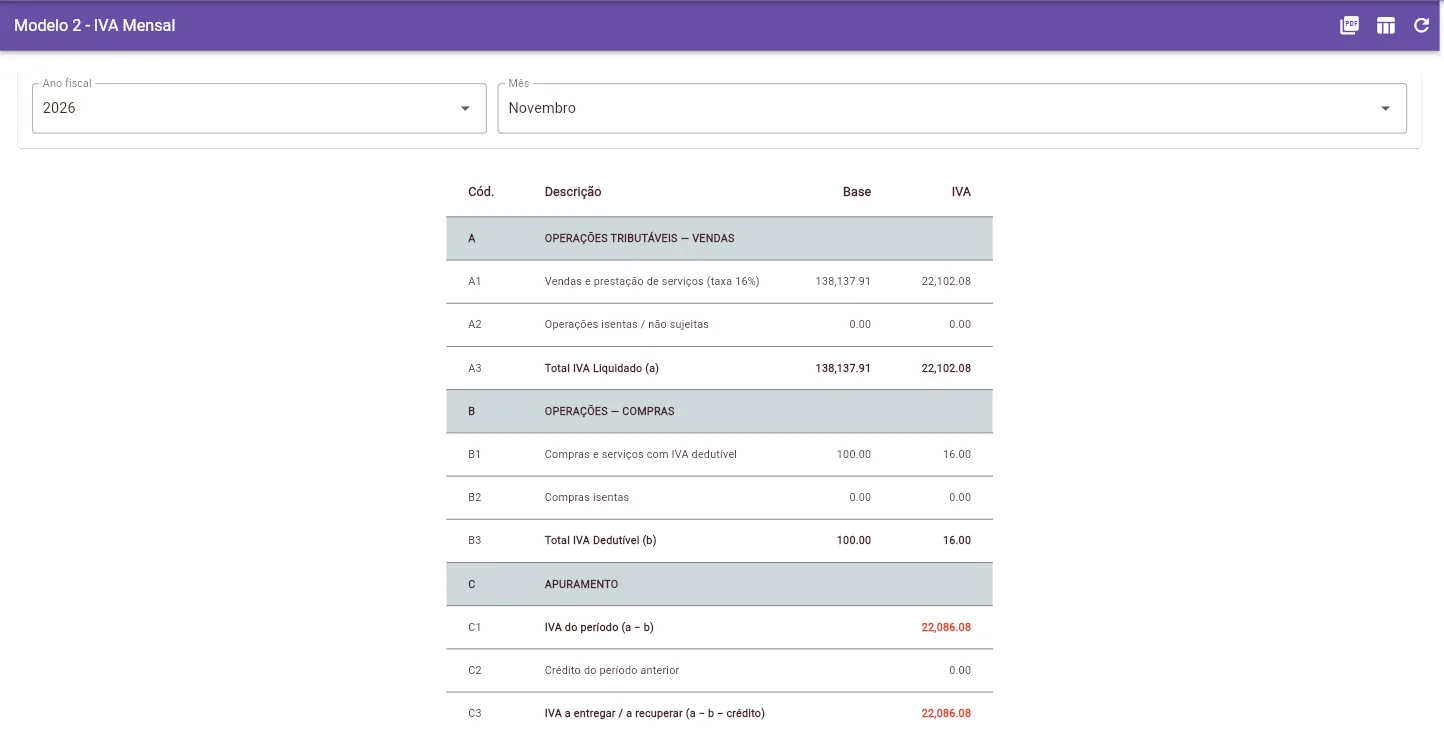 Modelo 2 - IVA Mensal
PDF
Ano fiscal
2026
Mês
Novembro
Cód. Descrição Base IVA
A OPERAÇÕES TRIBUTÁVEIS — VENDAS
A1 Vendas e prestação de serviços (taxa 16%) 138,137.91 22,102.08
A2 Operações isentas / não sujeitas 0.00 0.00
A3 Total IVA Liquidado (a) 138,137.91 22,102.08
B OPERAÇÕES — COMPRAS
B1 Compras e serviços com IVA dedutível 100.00 16.00
B2 Compras isentas 0.00 0.00
B3 Total IVA Dedutível (b) 100.00 16.00
C APURAMENTO
C1 IVA do período (a − b) 22,086.08
C2 Crédito do período anterior 0.00
C3 IVA a entregar / a recuperar (a − b − crédito) 22,086.08